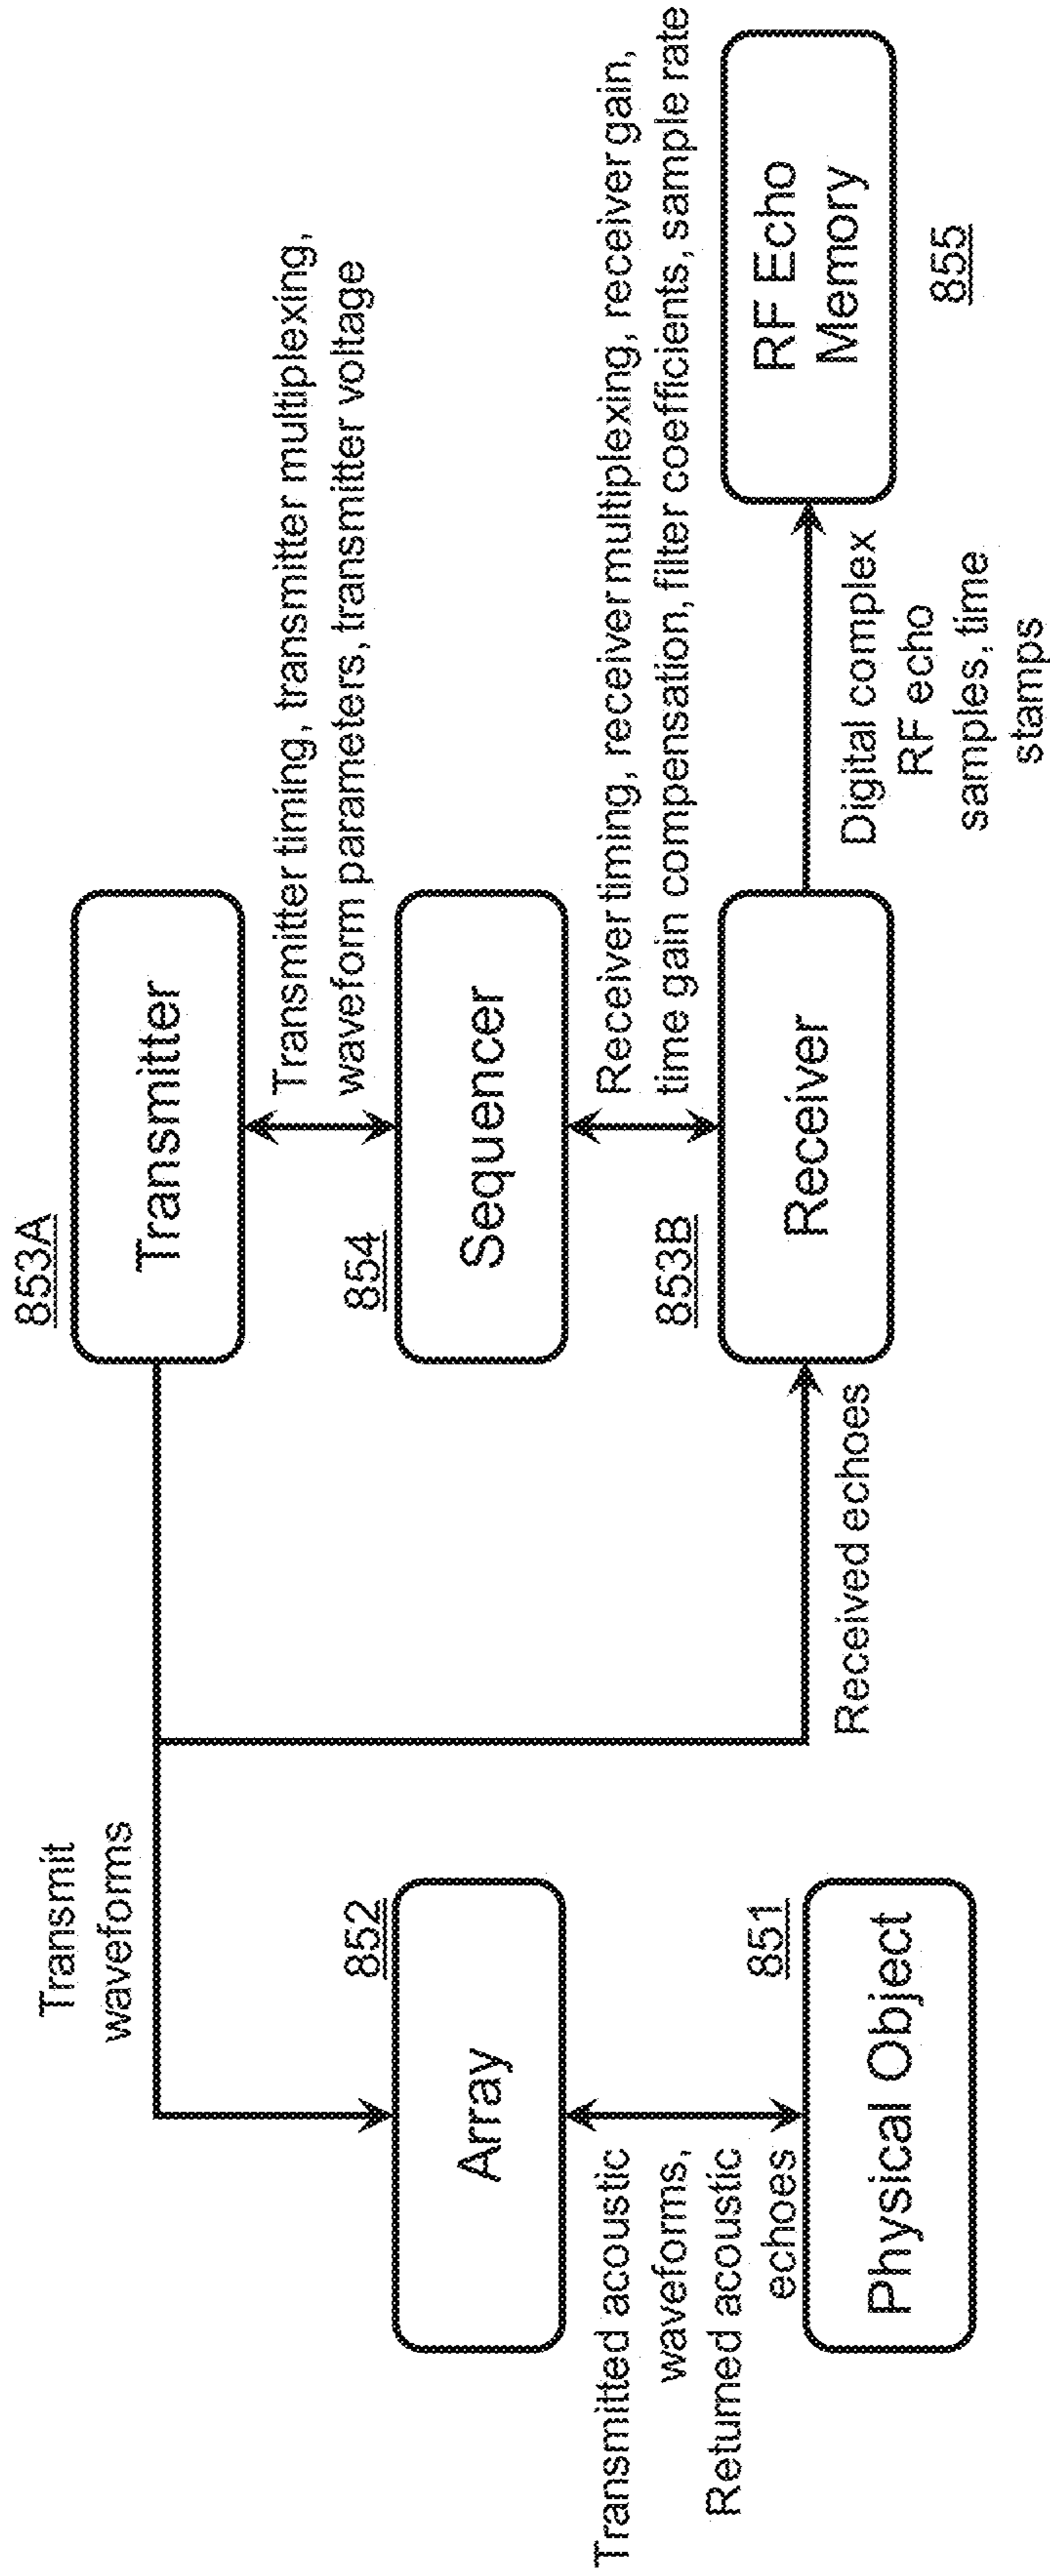 Transmit
waveforms
853A
Transmitter
Transmitter timing, transmitter multiplexing,
waveform parameters, transmitter voltage
852
Array
854
Sequencer
Transmitted acoustic
waveforms,
Returned acoustic
echoes
853B
Receiver timing, receiver multiplexing, receiver gain,
time gain compensation, filter coefficients, sample rate
851
Physical Object
Received echoes
Receiver
Digital complex
RF echo
samples, time
stamps
RF Echo
Memory
855